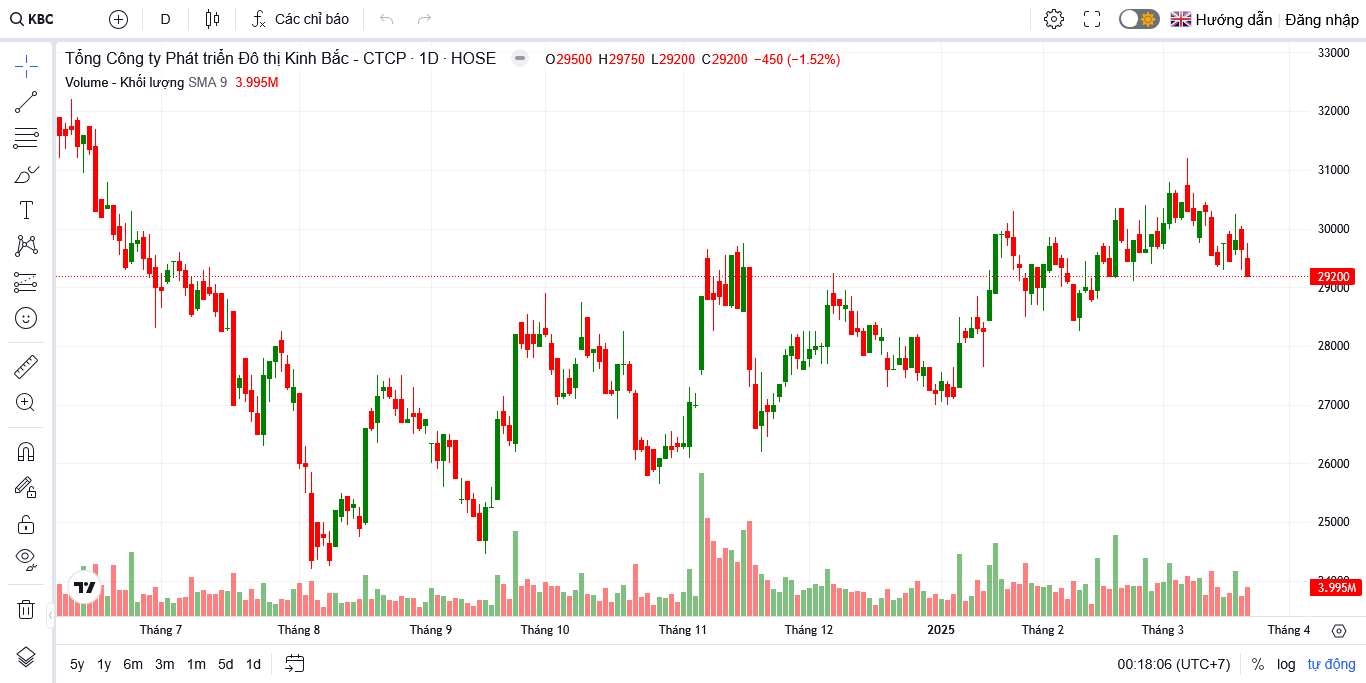 KBC D Các chỉ báo Hướng dẫn Đăng nhập
Tổng Công ty Phát triển Đô thị Kinh Bắc - CTCP · 1D · HOSE O29500 H29750 L29200 C29200 −450 (−1.52%)
Volume - Khối lượng SMA 9 3.995M
33000
32000
31000
30000
29200
29000
28000
27000
26000
25000
24000
3.995M
Tháng 7 Tháng 8 Tháng 9 Tháng 10 Tháng 11 Tháng 12 2025 Tháng 2 Tháng 3 Tháng 4
5y 1y 6m 3m 1m 5d 1d 00:18:06 (UTC+7) % log tự động